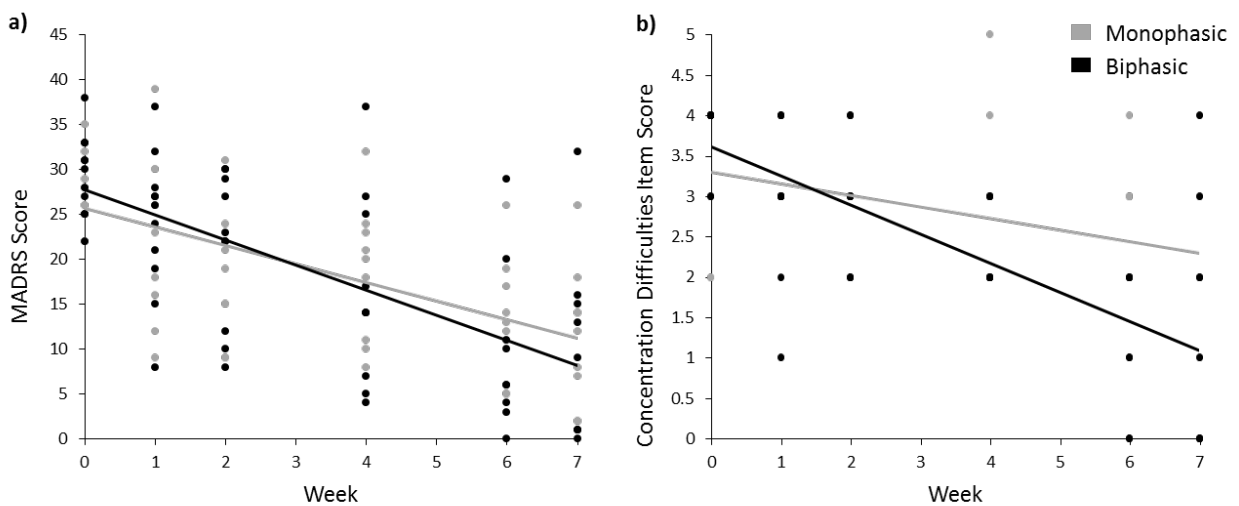 a)
MADRS Score
45
40
35
30
25
20
15
10
5
0
0 1 2 3 4 5 6 7
Week
b)
Concentration Difficulties Item Score
5
4.5
4
3.5
3
2.5
2
1.5
1
0.5
0
0 1 2 3 4 5 6 7
Week
Monophasic
Biphasic